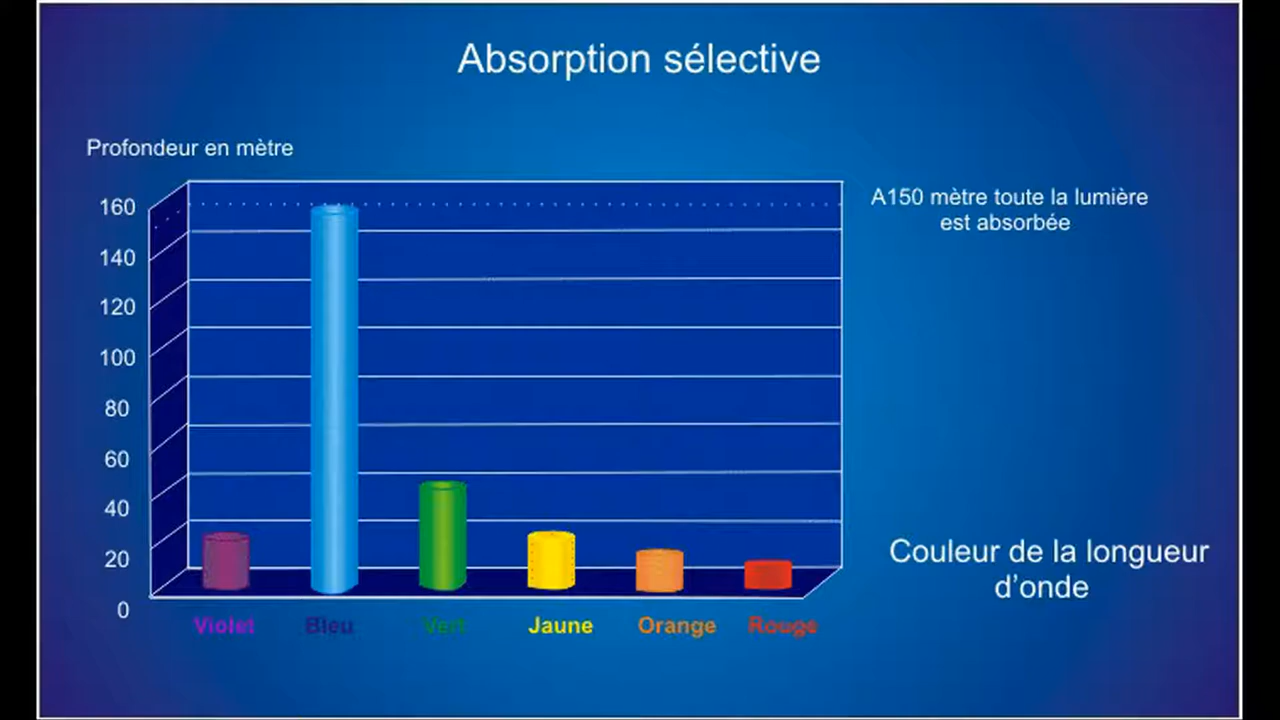 Absorption sélective
Profondeur en mètre
A150 mètre toute la lumière
est absorbée
160
140
120
100
80
60
40
20
0
Couleur de la longueur
d'onde
Violet Bleu Vert Jaune Orange Rouge